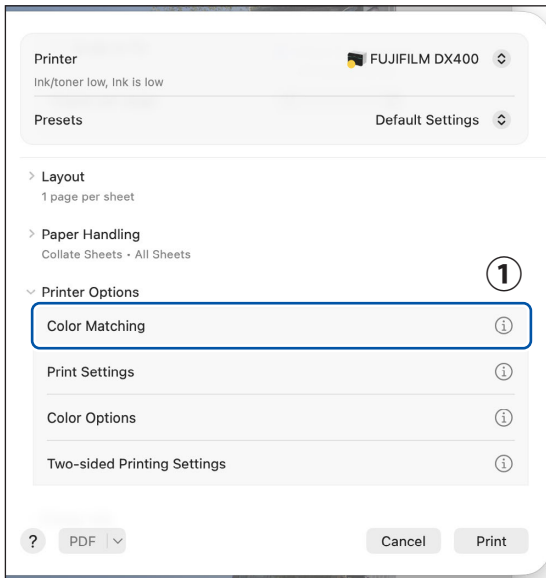 Printer FUJIFILM DX400
Ink/toner low, Ink is low
Presets Default Settings
Layout
1 page per sheet
Paper Handling
Collate Sheets • All Sheets
①
Printer Options
Color Matching
Print Settings
Color Options
Two-sided Printing Settings
? PDF Cancel Print